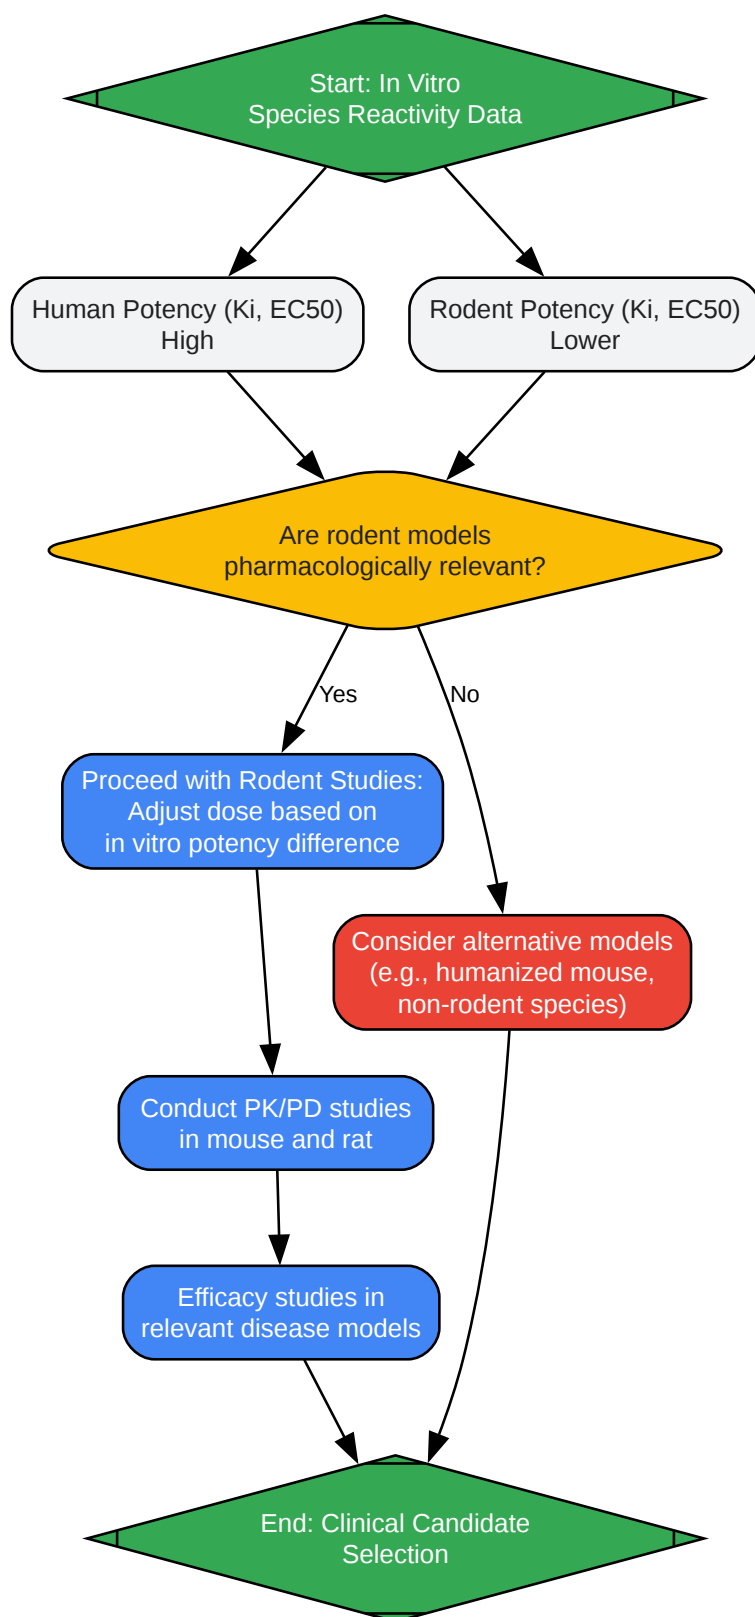 Start: In Vitro
Species Reactivity Data
Human Potency (Ki, EC50)
High
Rodent Potency (Ki, EC50)
Lower
Are rodent models
pharmacologically relevant?
Yes
No
Proceed with Rodent Studies:
Adjust dose based on
in vitro potency difference
Consider alternative models
(e.g., humanized mouse,
non-rodent species)
Conduct PK/PD studies
in mouse and rat
Efficacy studies in
relevant disease models
End: Clinical Candidate
Selection